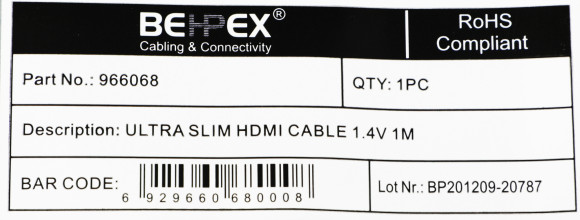 BEHPEX®
Cabling & Connectivity
RoHS
Compliant
Part No.: 966068
QTY: 1PC
Description: ULTRA SLIM HDMI CABLE 1.4V 1M
BAR CODE:
6 929660 680008
Lot Nr.: BP201209-20787